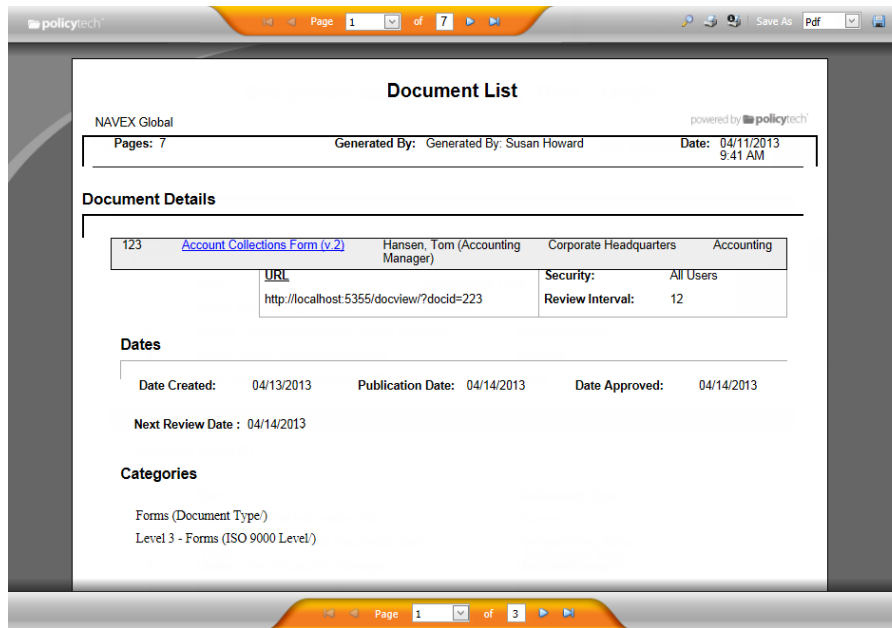 policytech Page 1 of 7 Save As Pdf
Document List
NAVEX Global powered by policytech
Pages: 7 Generated By: Generated By: Susan Howard Date: 04/11/2013
9:41 AM
Document Details
123 Account Collections Form (v.2) Hansen, Tom (Accounting Corporate Headquarters Accounting
Manager)
URL Security: All Users
http://localhost:5355/docview/?docid=223 Review Interval: 12
Dates
Date Created: 04/13/2013 Publication Date: 04/14/2013 Date Approved: 04/14/2013
Next Review Date : 04/14/2013
Categories
Forms (Document Type/)
Level 3 - Forms (ISO 9000 Level/)
Page 1 of 3